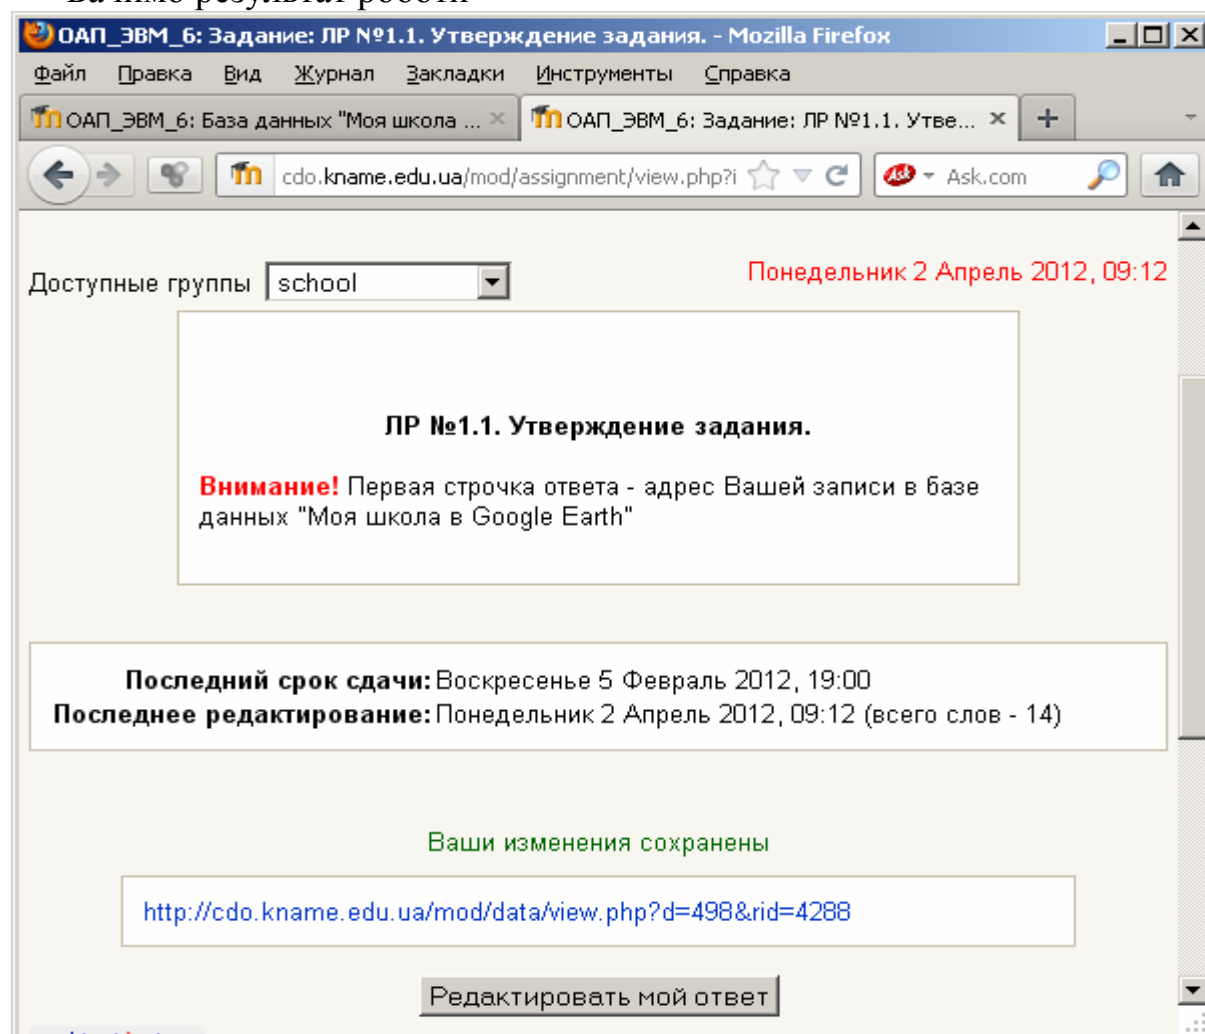 Бачимо результат роботи
ОАП_ЭВМ_6: Задание: ЛР №1.1. Утверждение задания. - Mozilla Firefox
Файл Правка Вид Журнал Закладки Инструменты Справка
ОАП_ЭВМ_6: База данных "Моя школа ... ОАП_ЭВМ_6: Задание: ЛР №1.1. Утве...
cdo.kname.edu.ua/mod/assignment/view.php?i Ask.com
Понедельник 2 Апрель 2012, 09:12
Доступные группы school
ЛР №1.1. Утверждение задания.
Внимание! Первая строчка ответа - адрес Вашей записи в базе
данных "Моя школа в Google Earth"
Последний срок сдачи: Воскресенье 5 Февраль 2012, 19:00
Последнее редактирование: Понедельник 2 Апрель 2012, 09:12 (всего слов - 14)
Ваши изменения сохранены
http://cdo.kname.edu.ua/mod/data/view.php?d=498&rid=4288
Редактировать мой ответ